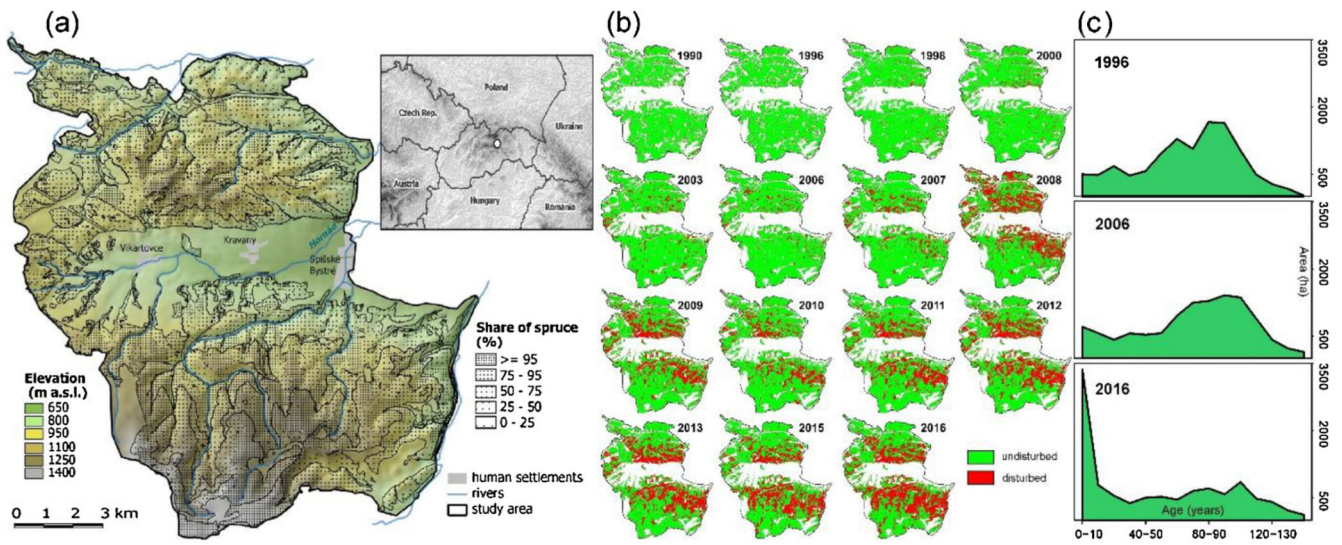 (a)
Poland
Czech Rep.
Ukraine
Austria
Hungary
Romania
Vikartovce
Kravany
Hornád
Spišské
Bystré
Share of spruce
(%)
>= 95
75 - 95
50 - 75
25 - 50
0 - 25
Elevation
(m a.s.l.)
650
800
950
1100
1250
1400
human settlements
rivers
study area
0 1 2 3 km
(b)
1990
1996
1998
2000
2003
2006
2007
2008
2009
2010
2011
2012
2013
2015
2016
undisturbed
disturbed
(c)
1996
3500
2000
500
2006
3500
2000
500
Area (ha)
2016
3500
2000
500
Age (years)
0-10
40-50
80-90
120-130